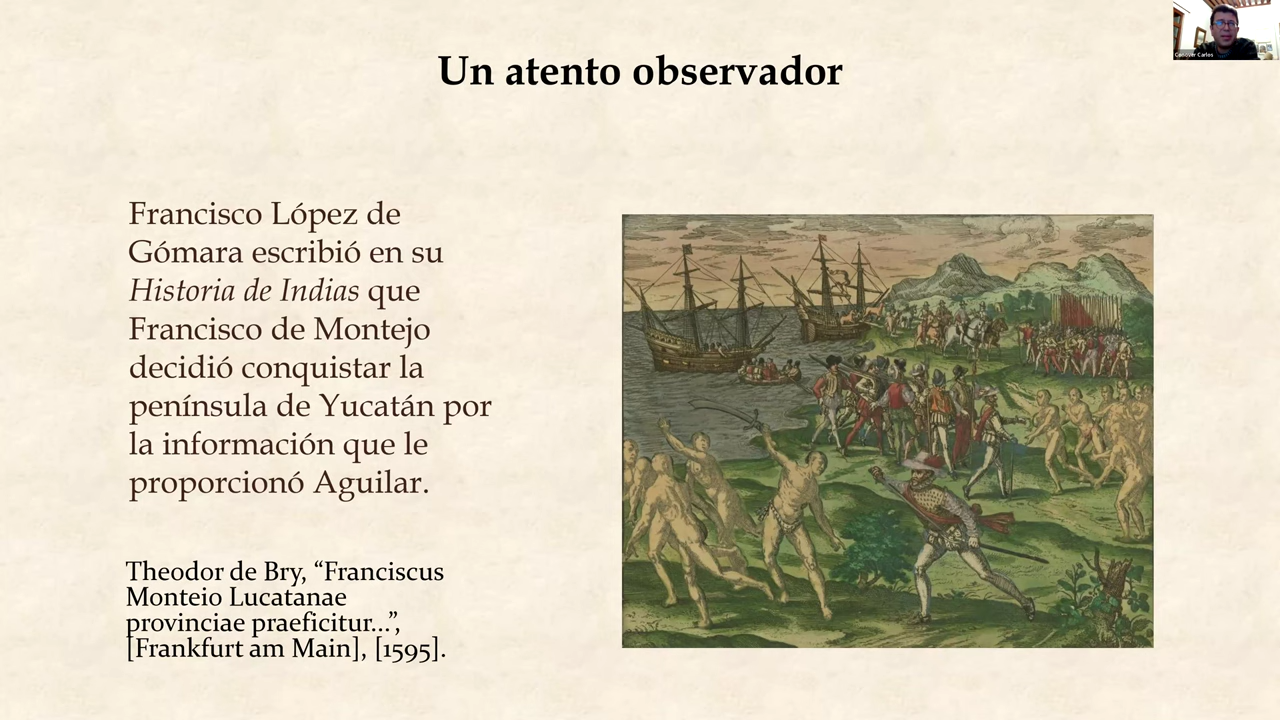 Un atento observador
Francisco López de
Gómara escribió en su
Historia de Indias que
Francisco de Montejo
decidió conquistar la
península de Yucatán por
la información que le
proporcionó Aguilar.
Theodor de Bry, “Franciscus
Monteio Lucatanae
provinciae praeficitur...”,
[Frankfurt am Main], [1595].
Canover Carlos